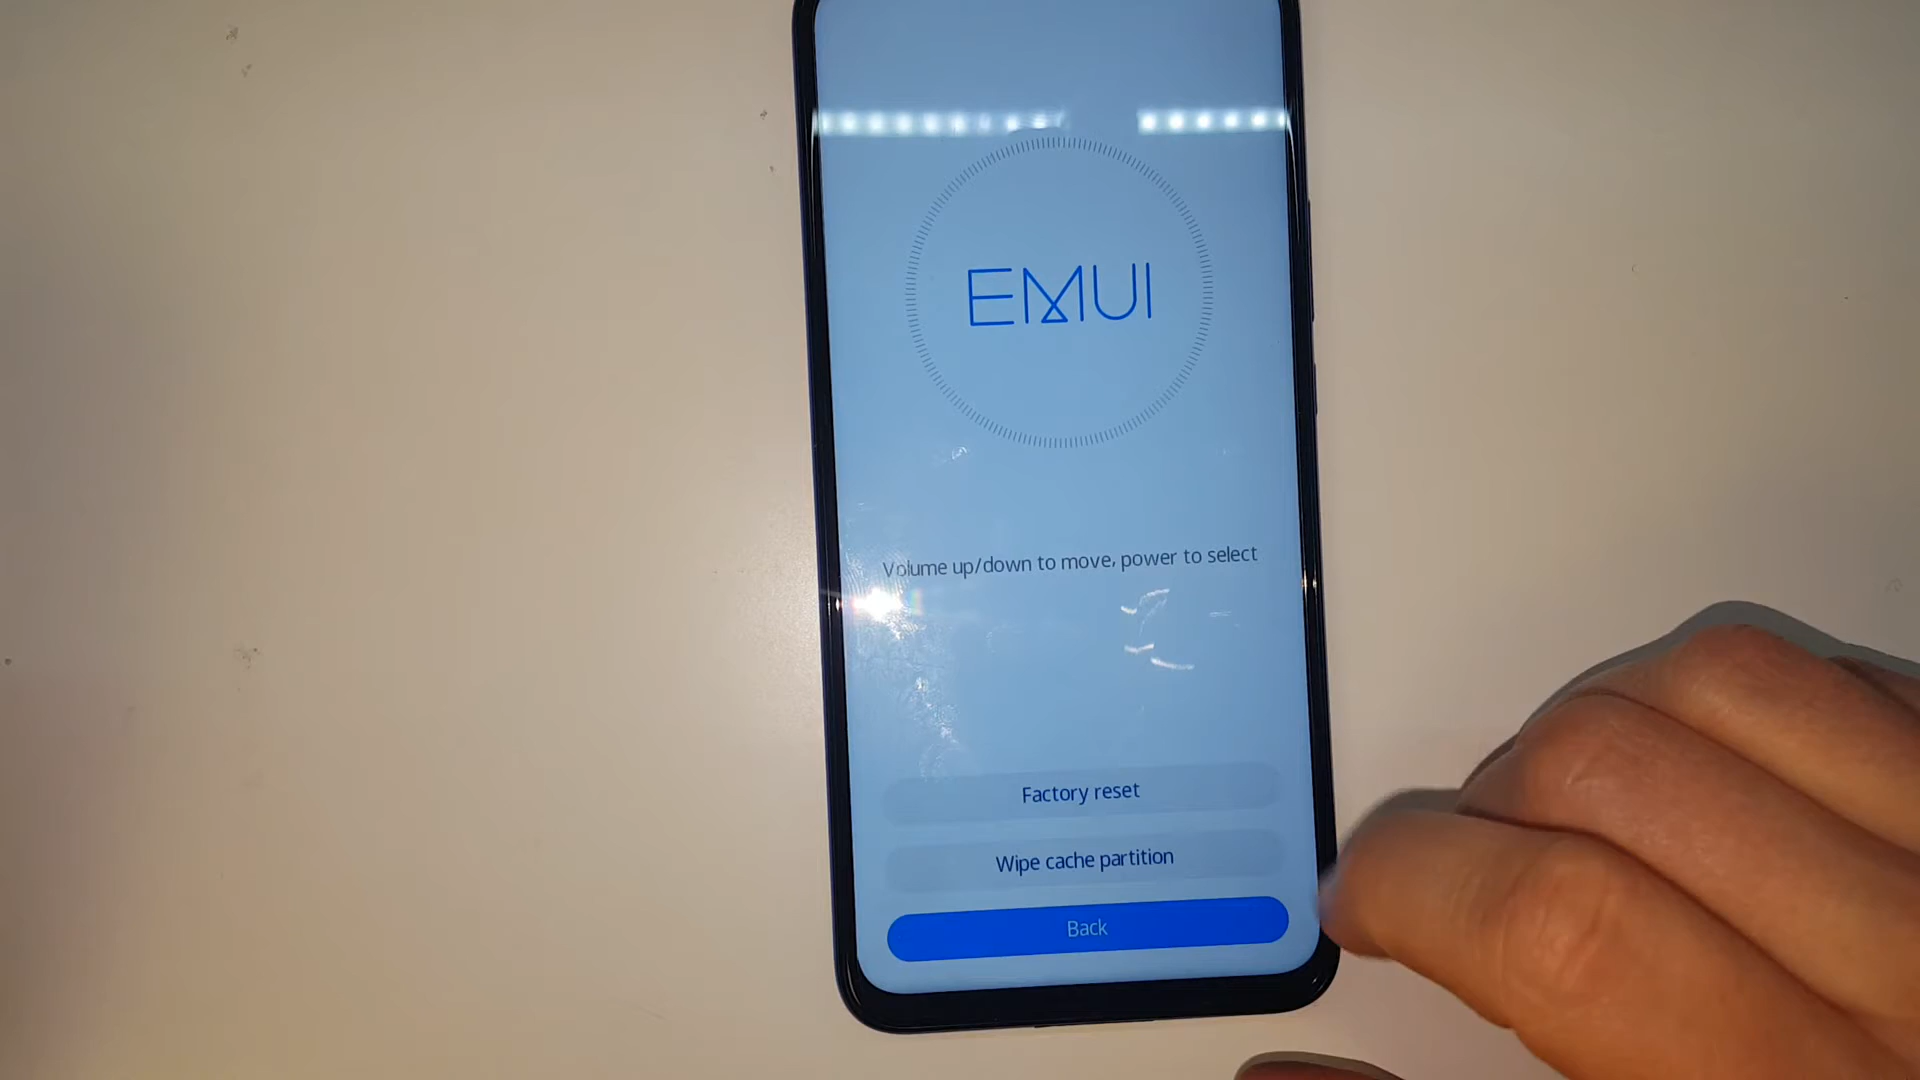 EMUI
Volume up/down to move, power to select
Factory reset
Wipe cache partition
Back